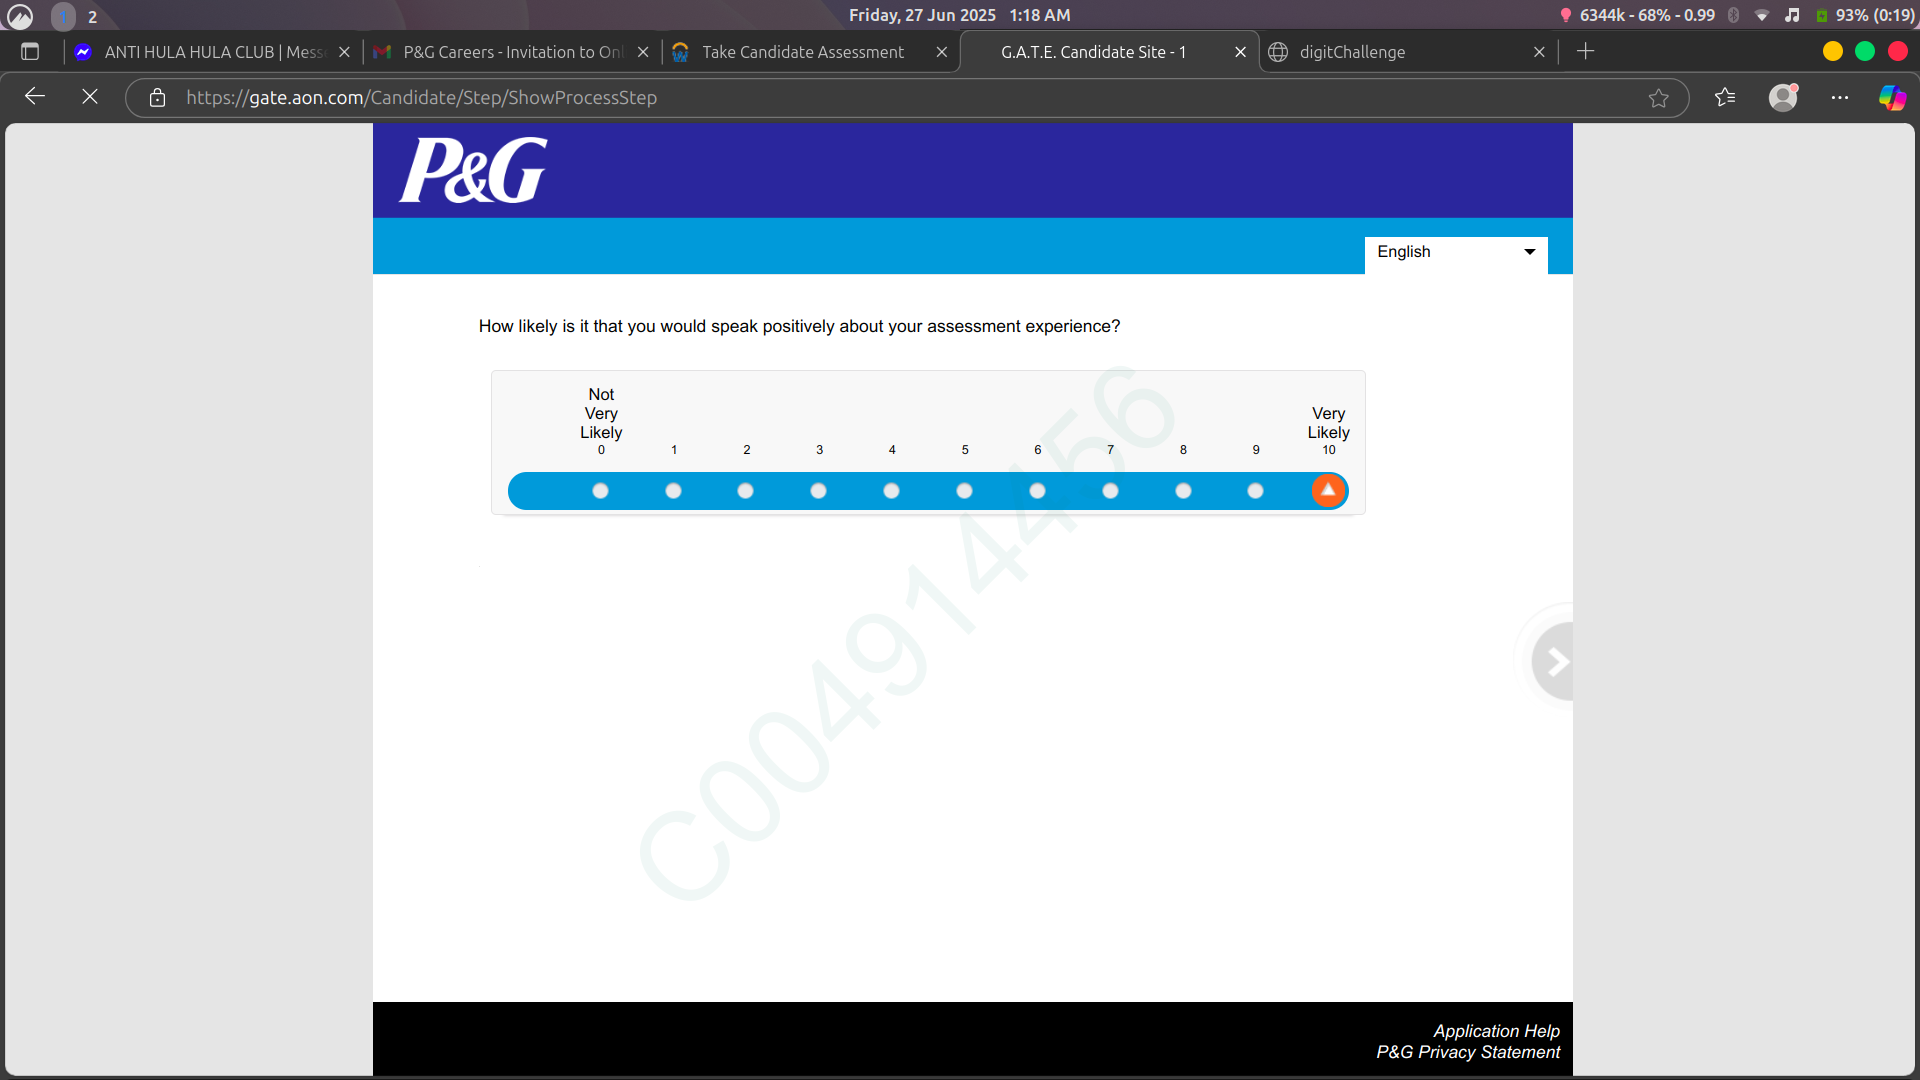 1
2
Friday, 27 Jun 2025 1:18 AM
6344k - 68% - 0.99
93% (0:19)
ANTI HULA HULA CLUB | Mess
P&G Careers - Invitation to Onl
Take Candidate Assessment
G.A.T.E. Candidate Site - 1
digitChallenge
https://gate.aon.com/Candidate/Step/ShowProcessStep
P&G
English
How likely is it that you would speak positively about your assessment experience?
Not
Very
Likely
Very
Likely
0 1 2 3 4 5 6 7 8 9 10
C004914456
Application Help
P&G Privacy Statement